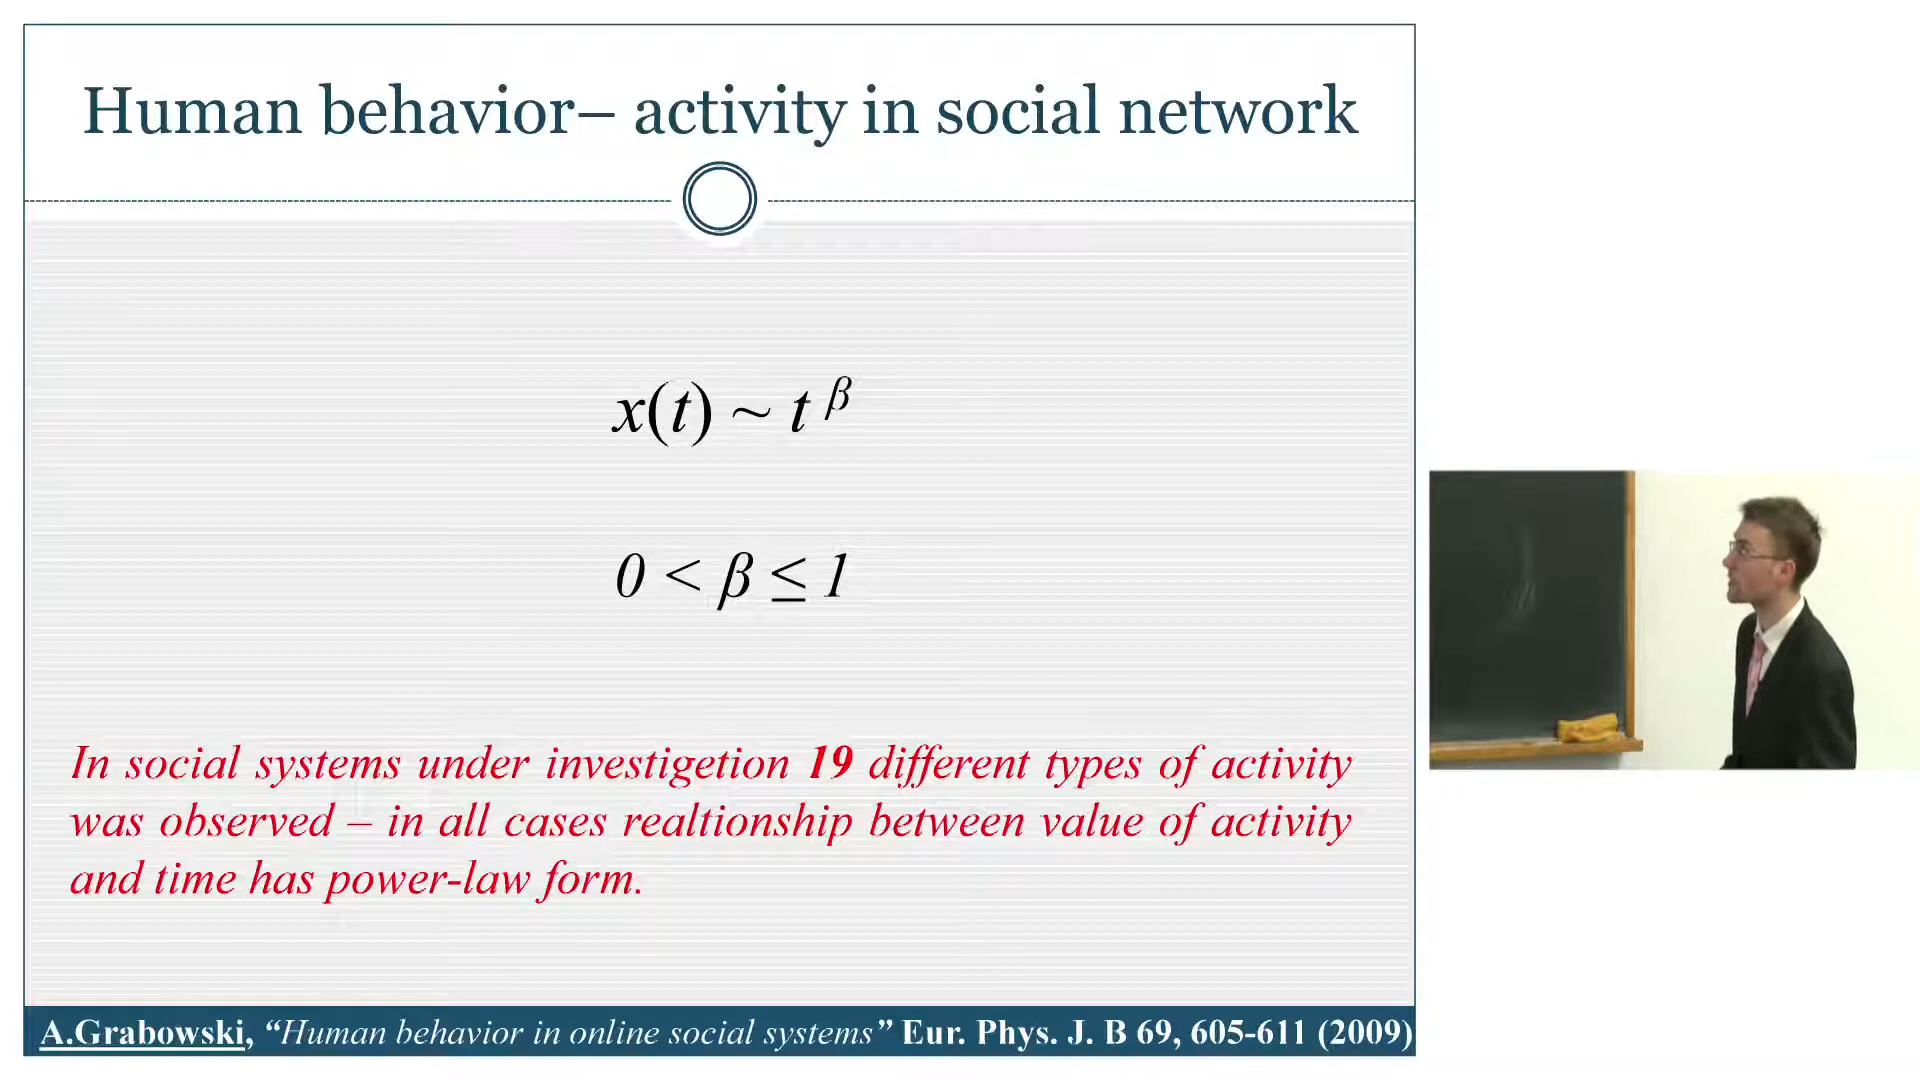 Human behavior– activity in social network
x(t) ~ t^β
0 < β ≤ 1
In social systems under investigetion 19 different types of activity
was observed – in all cases realtionship between value of activity
and time has power-law form.
A.Grabowski, “Human behavior in online social systems” Eur. Phys. J. B 69, 605-611 (2009)